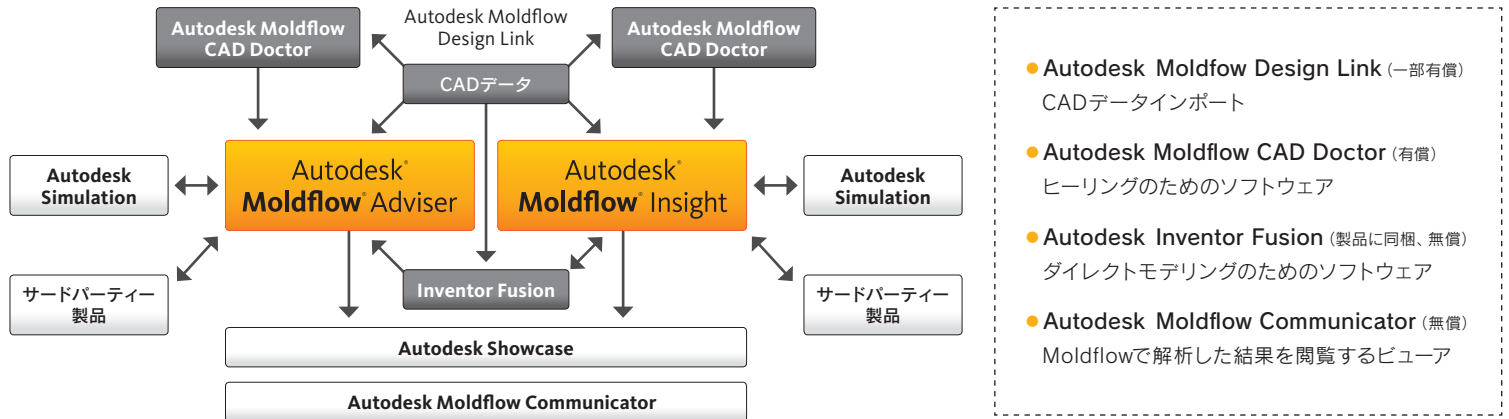 Autodesk Moldflow
CAD Doctor
Autodesk Moldflow
Design Link
Autodesk Moldflow
CAD Doctor
CADデータ
Autodesk
Simulation
Autodesk®
Moldflow® Adviser
Autodesk®
Moldflow® Insight
Autodesk
Simulation
サードパーティー
製品
Inventor Fusion
サードパーティー
製品
Autodesk Showcase
Autodesk Moldflow Communicator
●Autodesk Moldfow Design Link (一部有償)
CADデータインポート
●Autodesk Moldflow CAD Doctor (有償)
ヒーリングのためのソフトウェア
●Autodesk Inventor Fusion (製品に同梱、無償)
ダイレクトモデリングのためのソフトウェア
●Autodesk Moldflow Communicator (無償)
Moldflowで解析した結果を閲覧するビューア